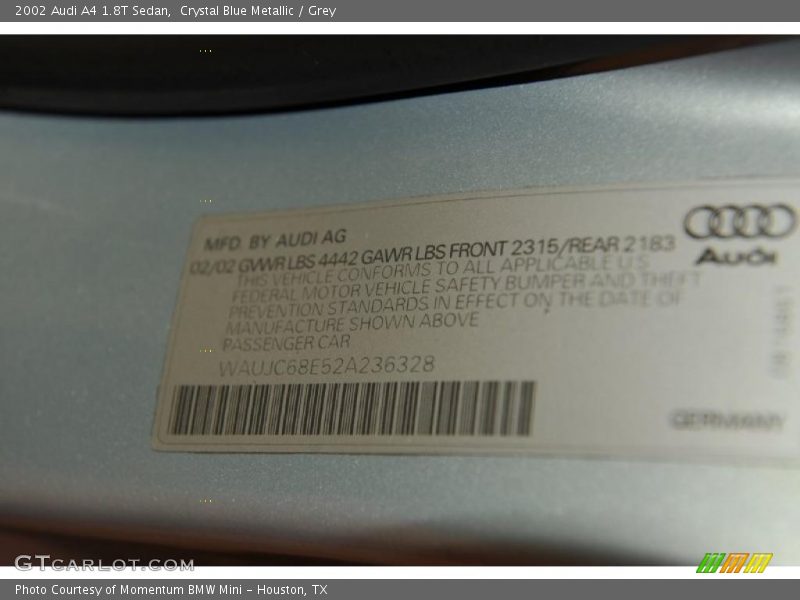 2002 Audi A4 1.8T Sedan, Crystal Blue Metallic / Grey
MFD. BY AUDI AG
02/02 GVWR LBS 4442 GAWR LBS FRONT 2315/REAR 2183
THIS VEHICLE CONFORMS TO ALL APPLICABLE U.S.
FEDERAL MOTOR VEHICLE SAFETY BUMPER AND THEFT
PREVENTION STANDARDS IN EFFECT ON THE DATE OF
MANUFACTURE SHOWN ABOVE
PASSENGER CAR
WAUJC68E52A236328
Audi
GERMANY
GTcarlot.com
Photo Courtesy of Momentum BMW Mini - Houston, TX